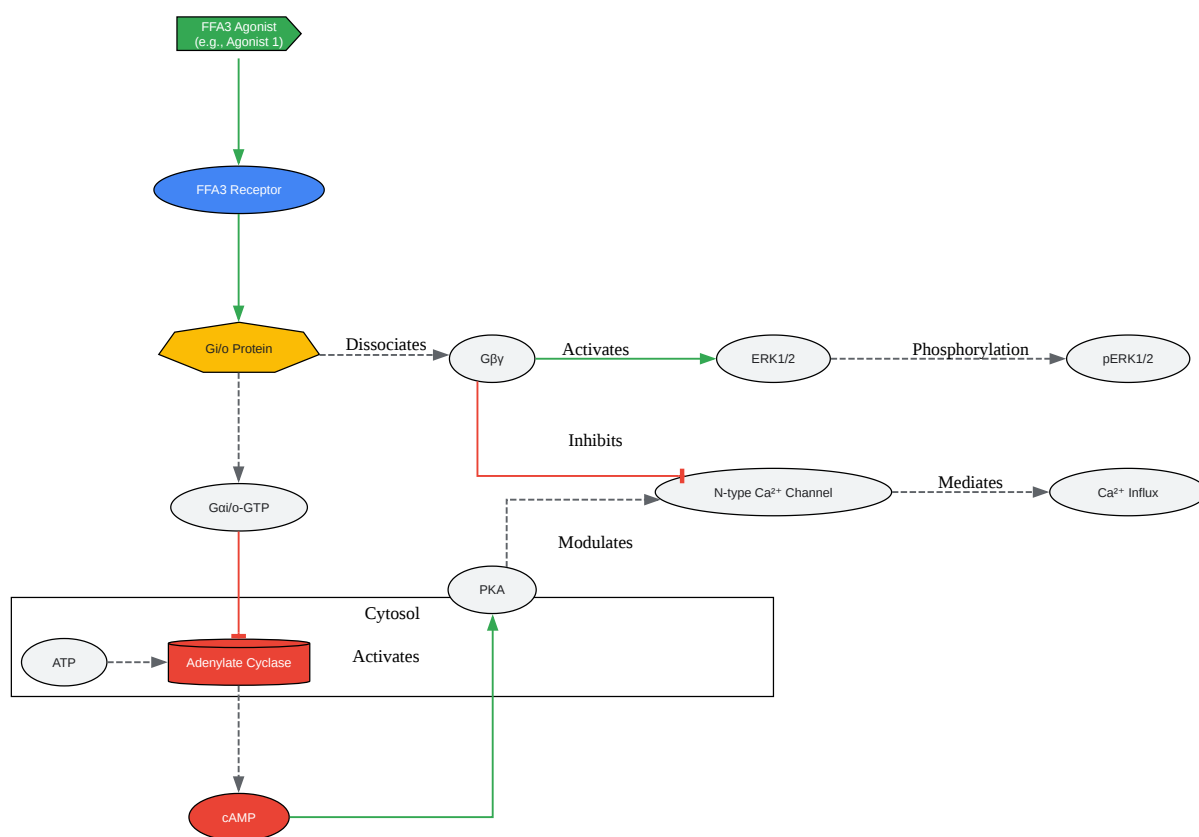 FFA3 Agonist
(e.g., Agonist 1)
FFA3 Receptor
Gi/o Protein
Dissociates
Gβγ
Activates
ERK1/2
Phosphorylation
pERK1/2
Inhibits
N-type Ca²⁺ Channel
Mediates
Ca²⁺ Influx
Gαi/o-GTP
Modulates
PKA
Cytosol
ATP
Adenylate Cyclase
Activates
cAMP